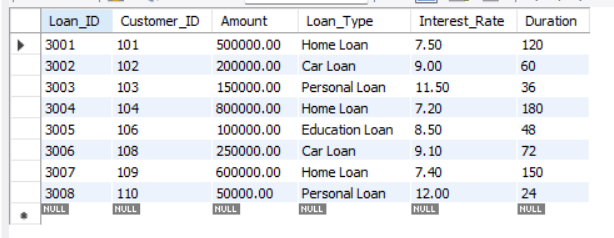 Loan_ID Customer_ID Amount Loan_Type Interest_Rate Duration
3001 101 500000.00 Home Loan 7.50 120
3002 102 200000.00 Car Loan 9.00 60
3003 103 150000.00 Personal Loan 11.50 36
3004 104 800000.00 Home Loan 7.20 180
3005 106 100000.00 Education Loan 8.50 48
3006 108 250000.00 Car Loan 9.10 72
3007 109 600000.00 Home Loan 7.40 150
3008 110 50000.00 Personal Loan 12.00 24
NULL NULL NULL NULL NULL NULL